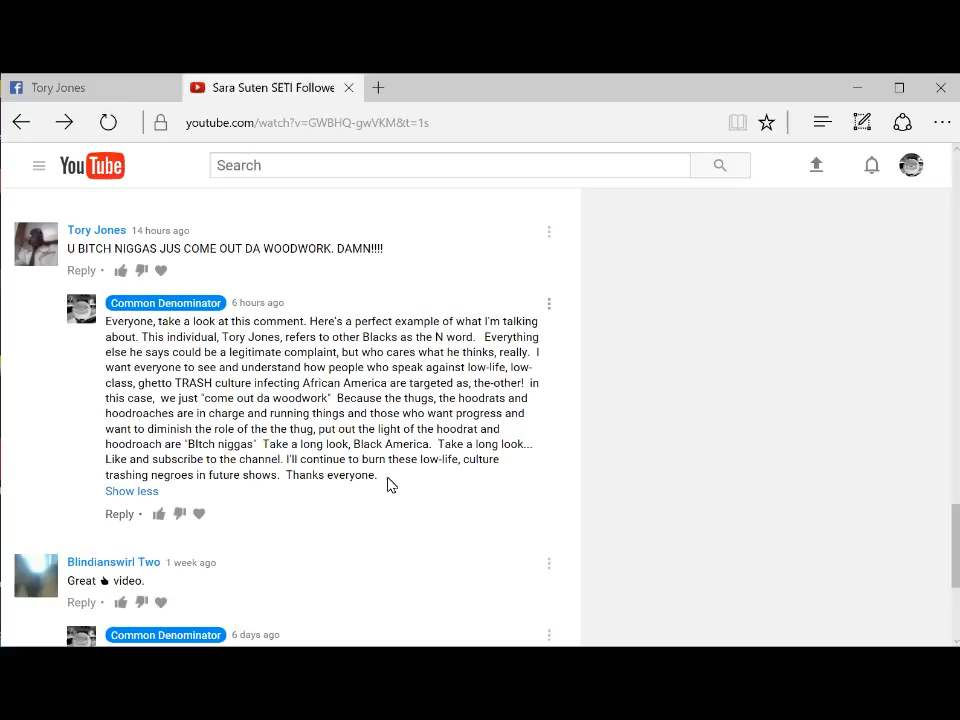 Tory Jones
Sara Suten SETI Followe
youtube.com/watch?v=GWBHQ-gwVKM&t=1s
YouTube
Search
Tory Jones 14 hours ago
U BITCH NIGGAS JUS COME OUT DA WOODWORK. DAMN!!!!
Reply •
Common Denominator 6 hours ago
Everyone, take a look at this comment. Here's a perfect example of what I'm talking
about. This individual, Tory Jones, refers to other Blacks as the N word. Everything
else he says could be a legitimate complaint, but who cares what he thinks, really. I
want everyone to see and understand how people who speak against low-life, low-
class, ghetto TRASH culture infecting African America are targeted as, the-other! in
this case, we just "come out da woodwork" Because the thugs, the hoodrats and
hoodroaches are in charge and running things and those who want progress and
want to diminish the role of the the thug, put out the light of the hoodrat and
hoodroach are "BItch niggas" Take a long look, Black America. Take a long look...
Like and subscribe to the channel. I'll continue to burn these low-life, culture
trashing negroes in future shows. Thanks everyone.
Show less
Reply •
Blindianswirl Two 1 week ago
Great video.
Reply •
Common Denominator 6 days ago